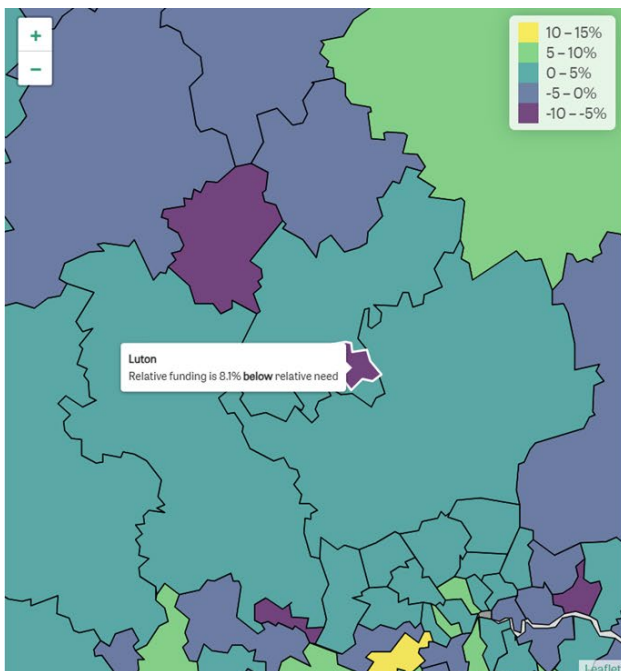 +
−
10 – 15%
5 – 10%
0 – 5%
-5 – 0%
-10 – -5%
Luton
Relative funding is 8.1% below relative need
Leaflet